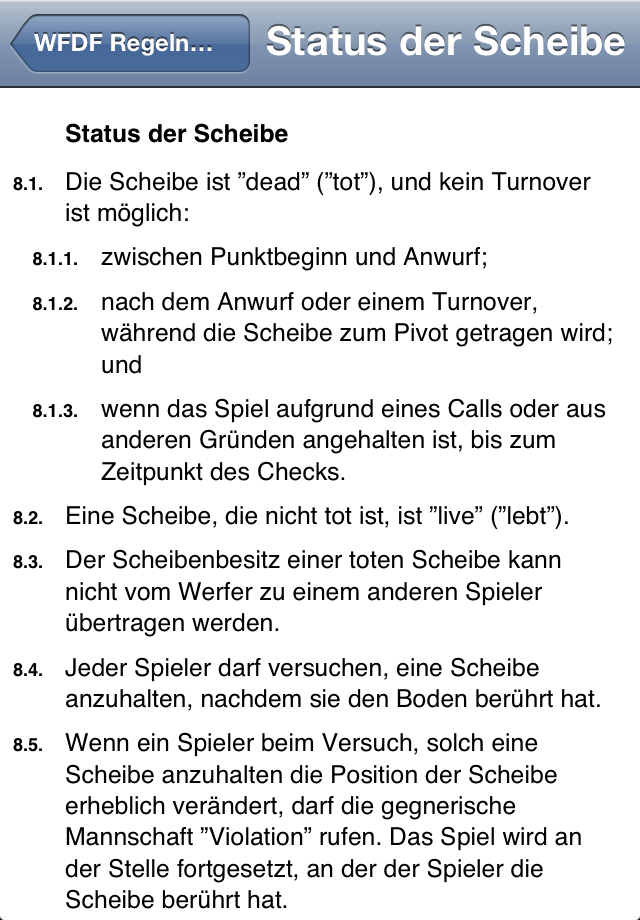 WFDF Regeln...
Status der Scheibe
Status der Scheibe
8.1. Die Scheibe ist ”dead” (”tot”), und kein Turnover
ist möglich:
8.1.1. zwischen Punktbeginn und Anwurf;
8.1.2. nach dem Anwurf oder einem Turnover,
während die Scheibe zum Pivot getragen wird;
und
8.1.3. wenn das Spiel aufgrund eines Calls oder aus
anderen Gründen angehalten ist, bis zum
Zeitpunkt des Checks.
8.2. Eine Scheibe, die nicht tot ist, ist ”live” (”lebt”).
8.3. Der Scheibenbesitz einer toten Scheibe kann
nicht vom Werfer zu einem anderen Spieler
übertragen werden.
8.4. Jeder Spieler darf versuchen, eine Scheibe
anzuhalten, nachdem sie den Boden berührt hat.
8.5. Wenn ein Spieler beim Versuch, solch eine
Scheibe anzuhalten die Position der Scheibe
erheblich verändert, darf die gegnerische
Mannschaft ”Violation” rufen. Das Spiel wird an
der Stelle fortgesetzt, an der der Spieler die
Scheibe berührt hat.